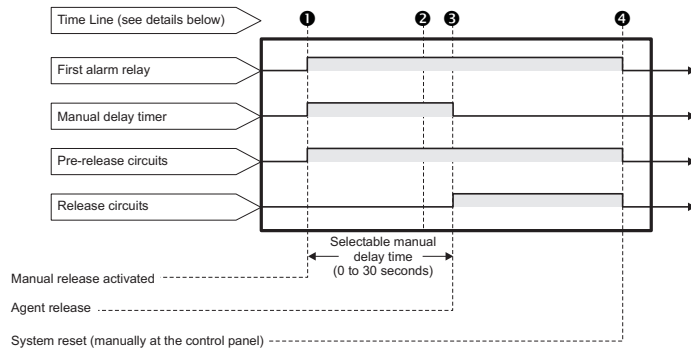 Time Line (see details below)
❶ ❷ ❸ ❹
First alarm relay
Manual delay timer
Pre-release circuits
Release circuits
Selectable manual
delay time
(0 to 30 seconds)
Manual release activated
Agent release
System reset (manually at the control panel)